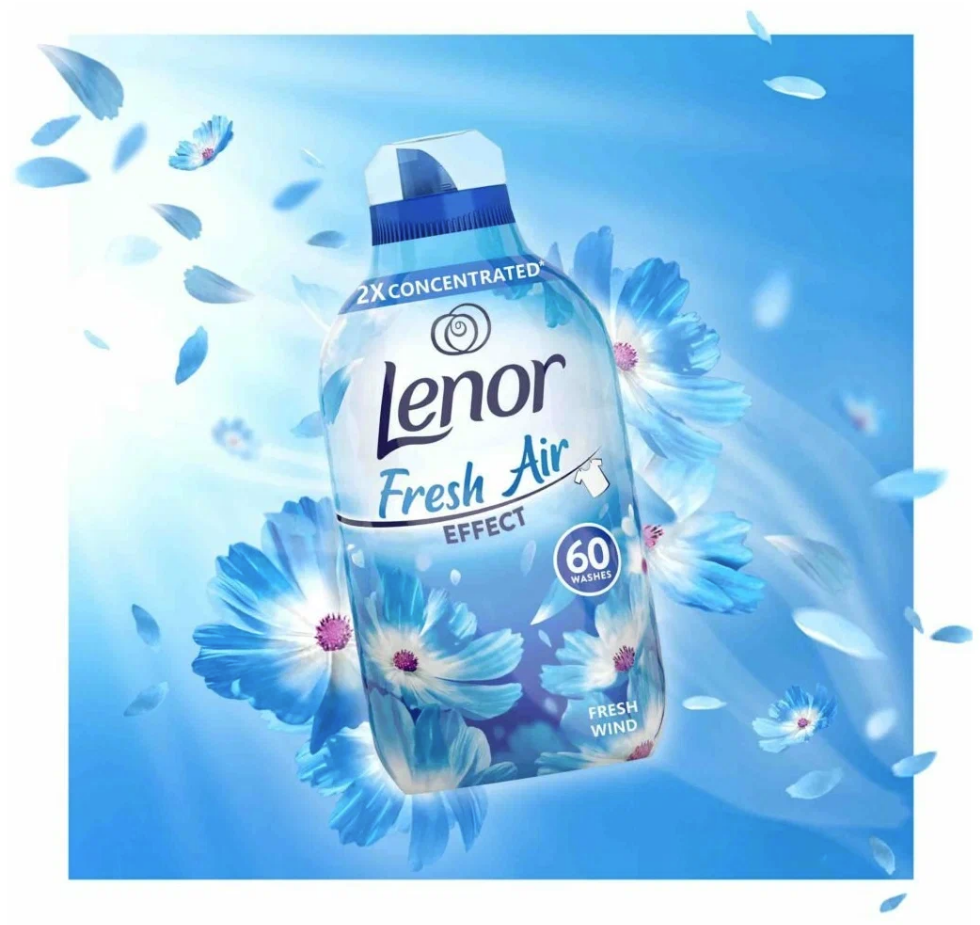 2X CONCENTRATED*
Lenor
Fresh Air
EFFECT
60
WASHES
FRESH
WIND